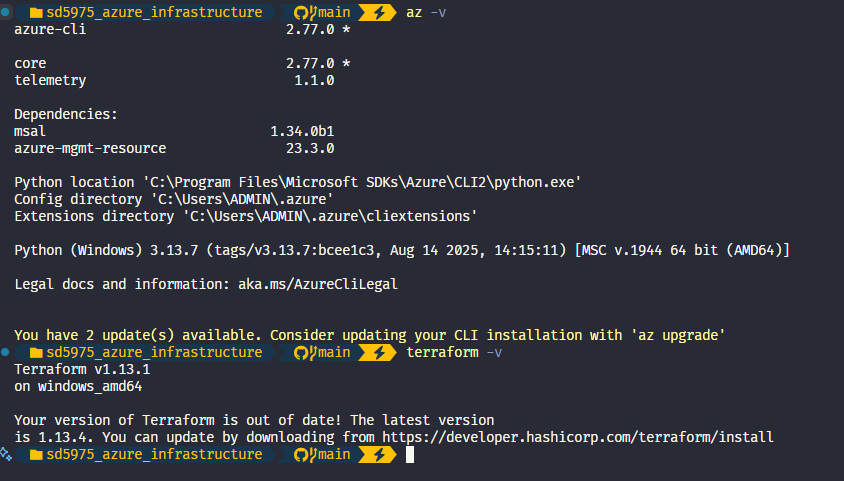 sd5975_azure_infrastructure main az -v
azure-cli 2.77.0 *
core 2.77.0 *
telemetry 1.1.0
Dependencies:
msal 1.34.0b1
azure-mgmt-resource 23.3.0
Python location 'C:\Program Files\Microsoft SDKs\Azure\CLI2\python.exe'
Config directory 'C:\Users\ADMIN\.azure'
Extensions directory 'C:\Users\ADMIN\.azure\cliextensions'
Python (Windows) 3.13.7 (tags/v3.13.7:bcee1c3, Aug 14 2025, 14:15:11) [MSC v.1944 64 bit (AMD64)]
Legal docs and information: aka.ms/AzureCliLegal
You have 2 update(s) available. Consider updating your CLI installation with 'az upgrade'
sd5975_azure_infrastructure main terraform -v
Terraform v1.13.1
on windows_amd64
Your version of Terraform is out of date! The latest version
is 1.13.4. You can update by downloading from https://developer.hashicorp.com/terraform/install
sd5975_azure_infrastructure main